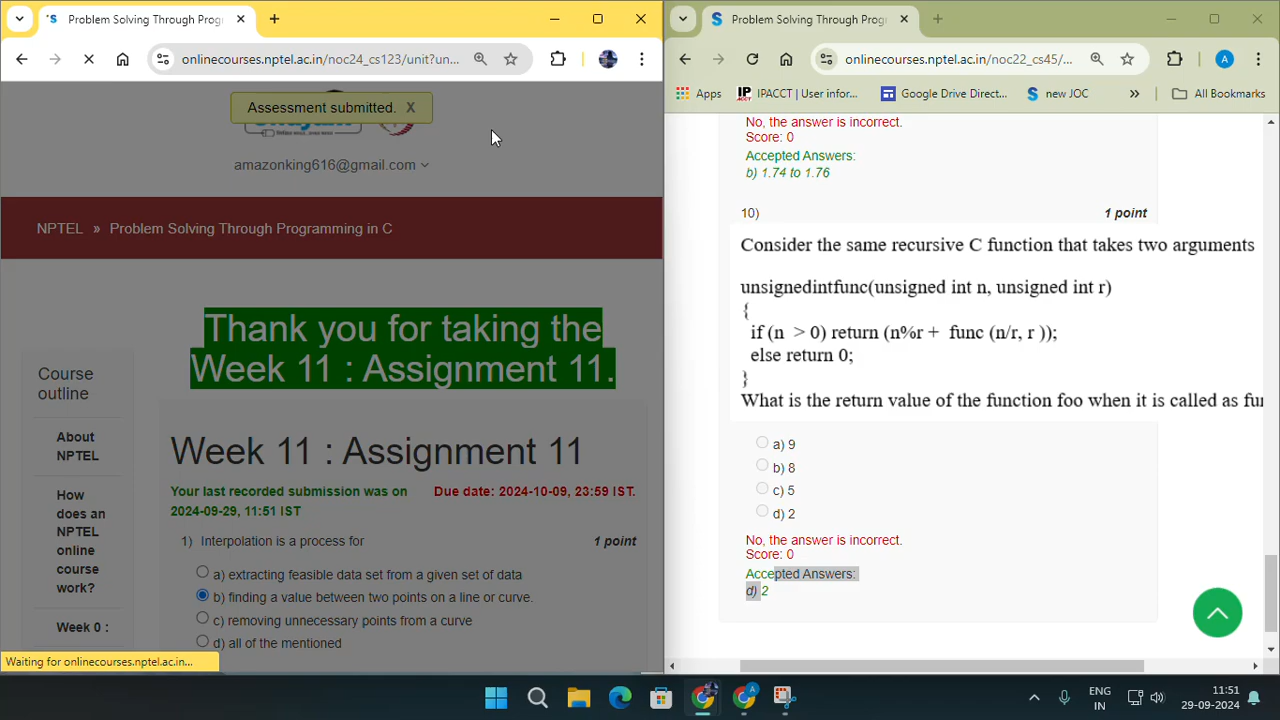 Problem Solving Through Prog
onlinecourses.nptel.ac.in/noc24_cs123/unit?un...
Assessment submitted. X
amazonking616@gmail.com
NPTEL » Problem Solving Through Programming in C
Thank you for taking the
Week 11 : Assignment 11.
Course
outline
About
NPTEL
How
does an
NPTEL
online
course
work?
Week 0 :
Week 11 : Assignment 11
Your last recorded submission was on
2024-09-29, 11:51 IST
Due date: 2024-10-09, 23:59 IST.
1) Interpolation is a process for 1 point
a) extracting feasible data set from a given set of data
b) finding a value between two points on a line or curve.
c) removing unnecessary points from a curve
d) all of the mentioned
Waiting for onlinecourses.nptel.ac.in...
Problem Solving Through Prog
onlinecourses.nptel.ac.in/noc22_cs45/...
A
Apps IPACCT | User infor... Google Drive Direct... new JOC » All Bookmarks
No, the answer is incorrect.
Score: 0
Accepted Answers:
b) 1.74 to 1.76
10) 1 point
Consider the same recursive C function that takes two arguments
unsignedintfunc(unsigned int n, unsigned int r)
{
if (n > 0) return (n%r + func (n/r, r ));
else return 0;
}
What is the return value of the function foo when it is called as fu
a) 9
b) 8
c) 5
d) 2
No, the answer is incorrect.
Score: 0
Accepted Answers:
d) 2
ENG
IN
11:51
29-09-2024